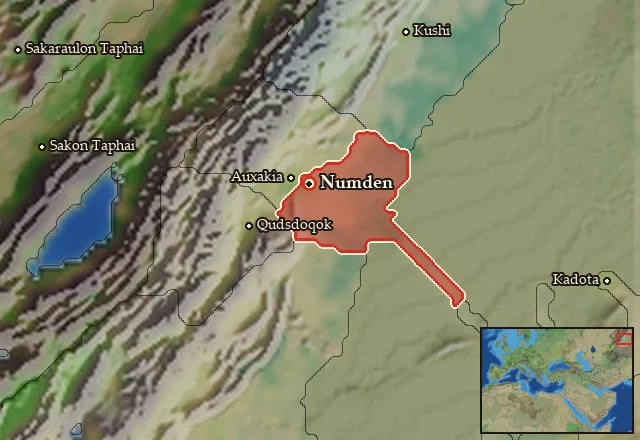 Kushi
Sakaraulon Taphai
Sakon Taphai
Auxakia
Numden
Qudsdoqok
Kadota